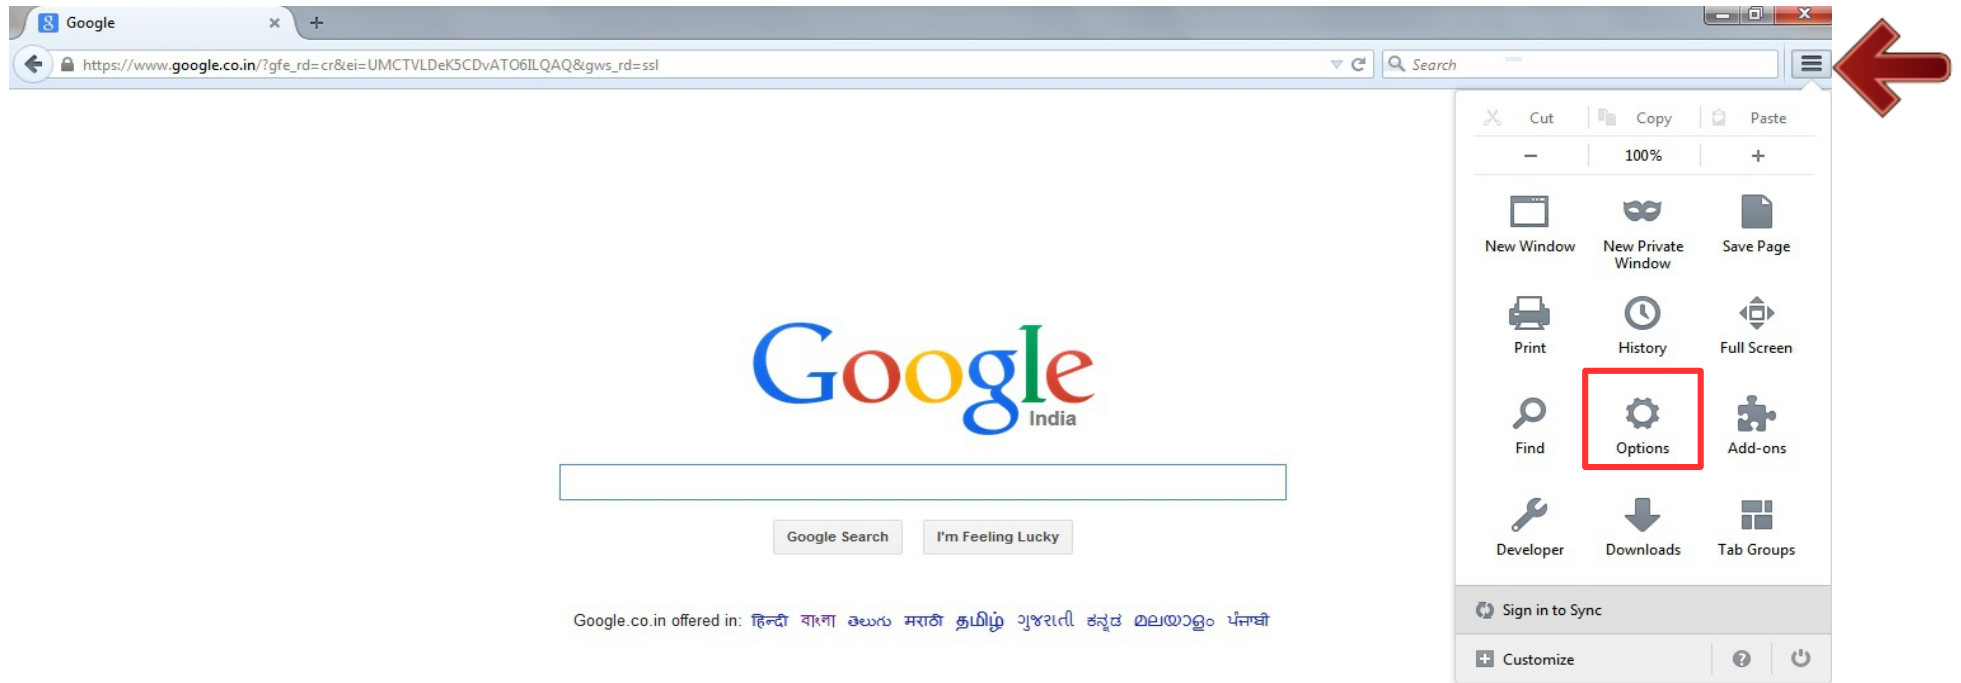 Google
https://www.google.co.in/?gfe_rd=cr&ei=UMCTVLDeK5CDvATO6ILQAQ&gws_rd=ssl
Search
Cut Copy Paste
100%
New Window New Private Window Save Page
Print History Full Screen
Google
India
Find Options Add-ons
Google Search I'm Feeling Lucky
Developer Downloads Tab Groups
Google.co.in offered in: हिन्दी বাংলা తెలుగు मराठी தமிழ் ગુજરાતી ಕನ್ನಡ മലയാളം ਪੰਜਾਬੀ
Sign in to Sync
Customize